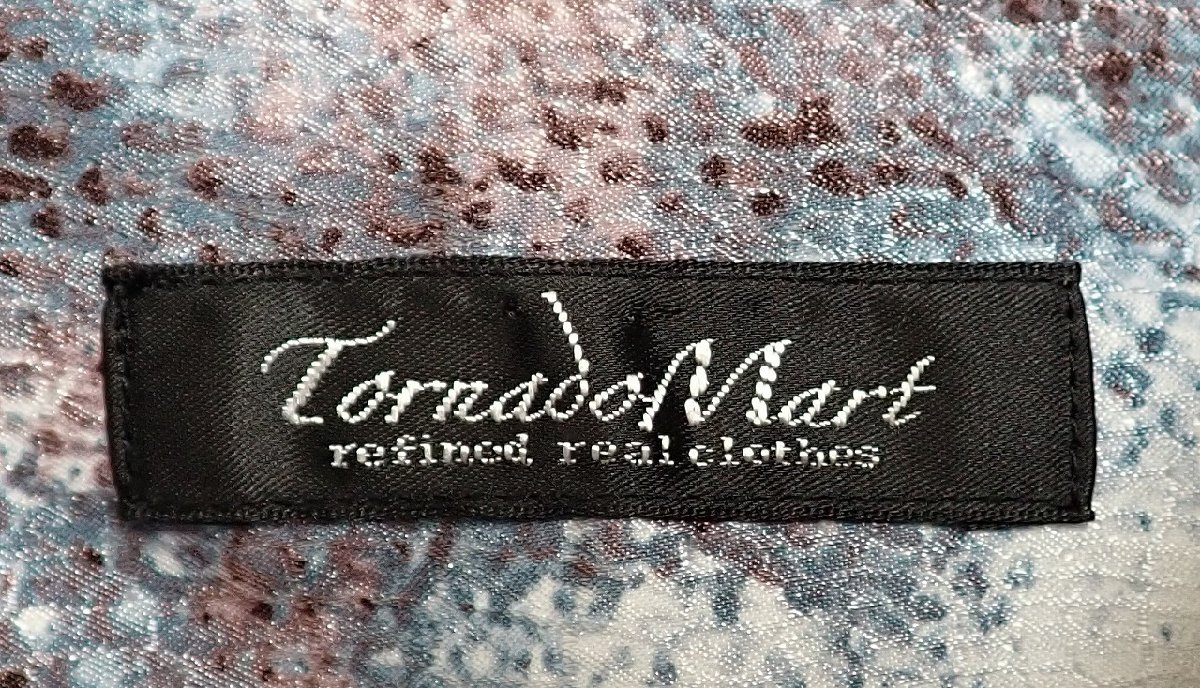 TornadoMart
refined real clothes